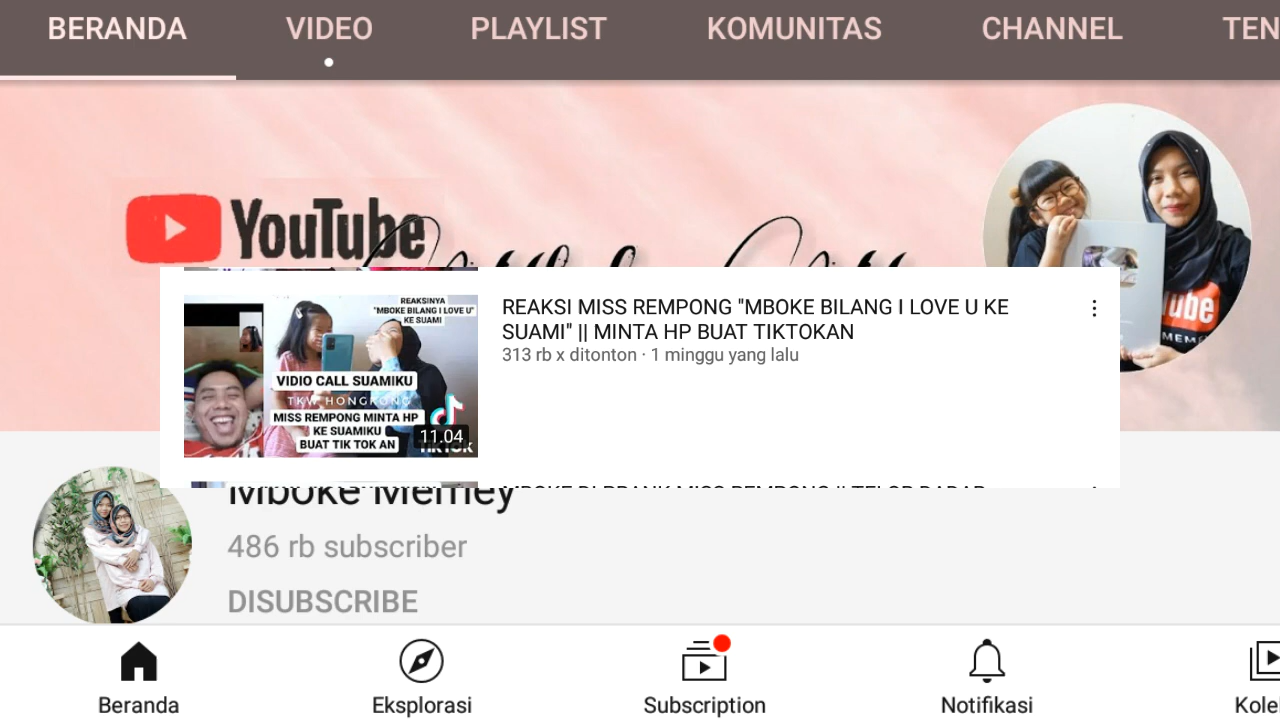 BERANDA VIDEO PLAYLIST KOMUNITAS CHANNEL TEN
YouTube
REAKSINYA
"MBOKE BILANG I LOVE U"
KE SUAMI
VIDIO CALL SUAMIKU
TKW HONGKONG
MISS REMPONG MINTA HP
KE SUAMIKU
BUAT TIK TOK AN
11.04
REAKSI MISS REMPONG "MBOKE BILANG I LOVE U KE
SUAMI" || MINTA HP BUAT TIKTOKAN
313 rb x ditonton · 1 minggu yang lalu
Mboke Memey
486 rb subscriber
DISUBSCRIBE
Beranda Eksplorasi Subscription Notifikasi Kole